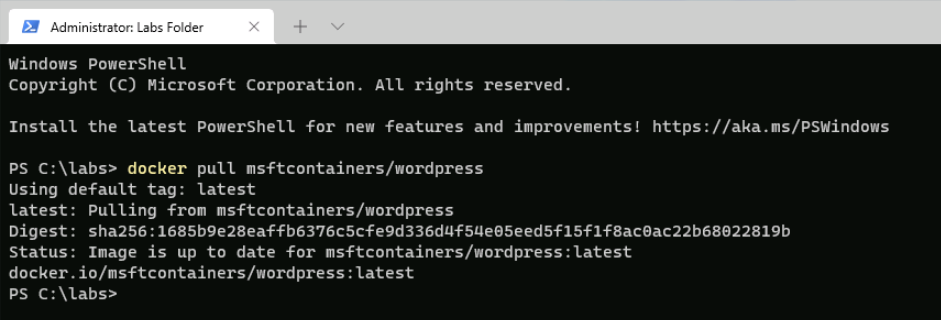 Administrator: Labs Folder
Windows PowerShell
Copyright (C) Microsoft Corporation. All rights reserved.
Install the latest PowerShell for new features and improvements! https://aka.ms/PSWindows
PS C:\labs> docker pull msftcontainers/wordpress
Using default tag: latest
latest: Pulling from msftcontainers/wordpress
Digest: sha256:1685b9e28eaffb6376c5cfe9d336d4f54e05eed5f15f1f8ac0ac22b68022819b
Status: Image is up to date for msftcontainers/wordpress:latest
docker.io/msftcontainers/wordpress:latest
PS C:\labs>